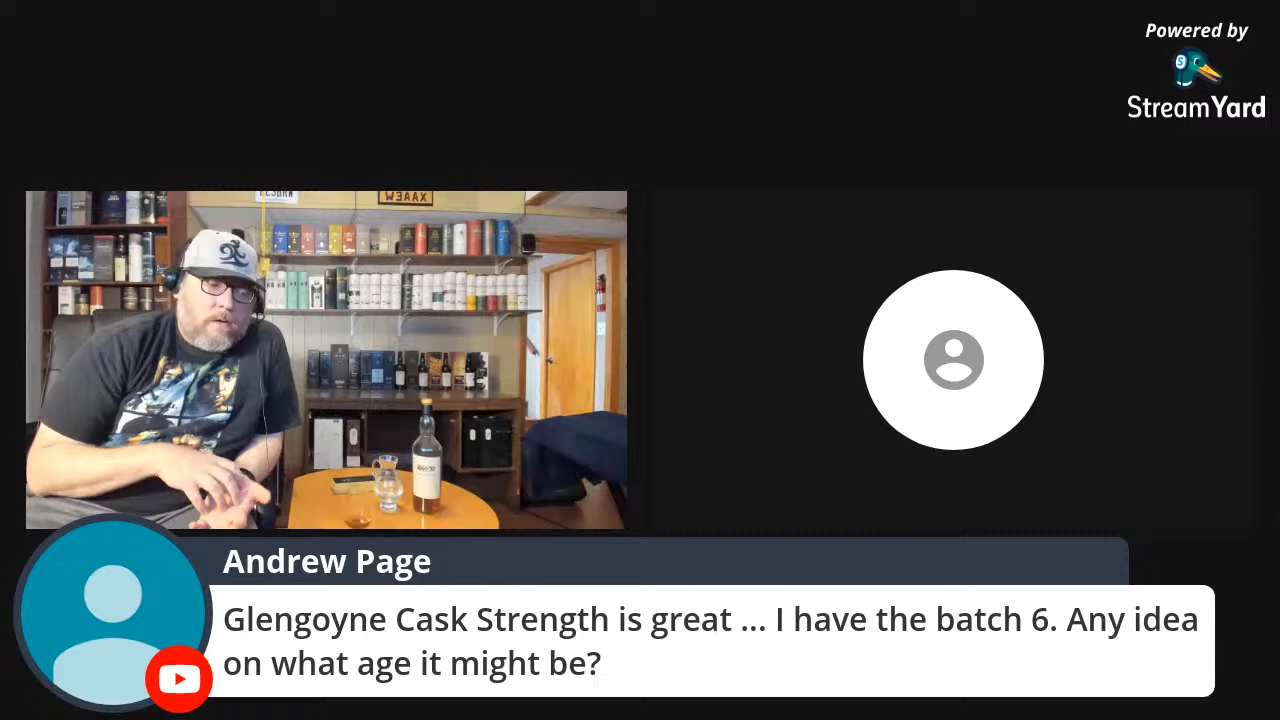 Powered by
StreamYard
Andrew Page
Glengoyne Cask Strength is great ... I have the batch 6. Any idea
on what age it might be?